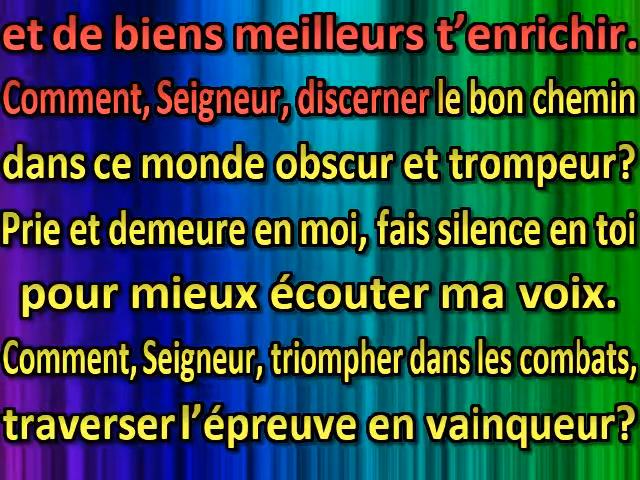 et de biens meilleurs t’enrichir.
Comment, Seigneur, discerner le bon chemin
dans ce monde obscur et trompeur?
Prie et demeure en moi, fais silence en toi
pour mieux écouter ma voix.
Comment, Seigneur, triompher dans les combats,
traverser l’épreuve en vainqueur?